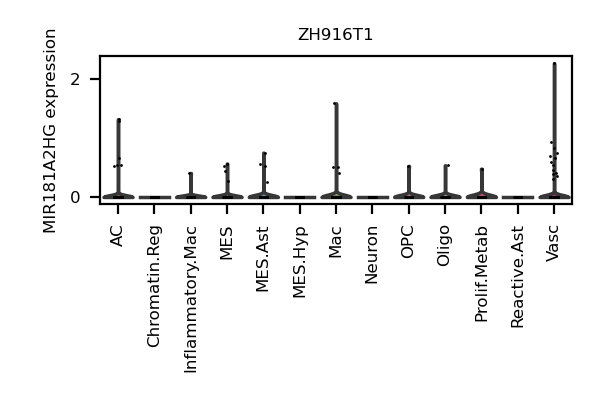 ZH916T1
MIR181A2HG expression
2
0
AC
Chromatin.Reg
Inflammatory.Mac
MES
MES.Ast
MES.Hyp
Mac
Neuron
OPC
Oligo
Prolif.Metab
Reactive.Ast
Vasc